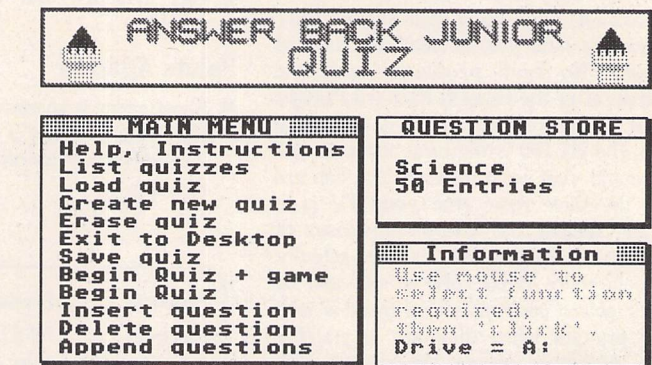 ANSWER BACK JUNIOR
QUIZ
MAIN MENU
Help, Instructions
List quizzes
Load quiz
Create new quiz
Erase quiz
Exit to Desktop
Save quiz
Begin Quiz + game
Begin Quiz
Insert question
Delete question
Append questions
QUESTION STORE
Science
50 Entries
Information
Use mouse to
select function
required,
then 'click'.
Drive = A: